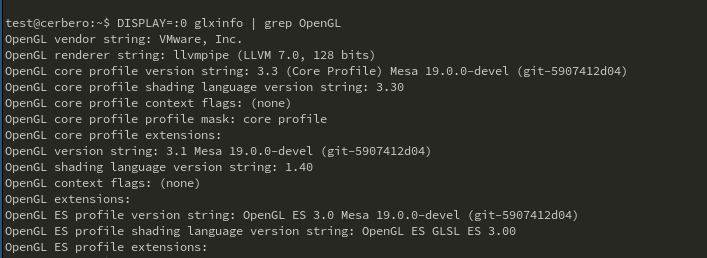 test@cerbero:~$ DISPLAY=:0 glxinfo | grep OpenGL
OpenGL vendor string: VMware, Inc.
OpenGL renderer string: llvmpipe (LLVM 7.0, 128 bits)
OpenGL core profile version string: 3.3 (Core Profile) Mesa 19.0.0-devel (git-5907412d04)
OpenGL core profile shading language version string: 3.30
OpenGL core profile context flags: (none)
OpenGL core profile profile mask: core profile
OpenGL core profile extensions:
OpenGL version string: 3.1 Mesa 19.0.0-devel (git-5907412d04)
OpenGL shading language version string: 1.40
OpenGL context flags: (none)
OpenGL extensions:
OpenGL ES profile version string: OpenGL ES 3.0 Mesa 19.0.0-devel (git-5907412d04)
OpenGL ES profile shading language version string: OpenGL ES GLSL ES 3.00
OpenGL ES profile extensions: